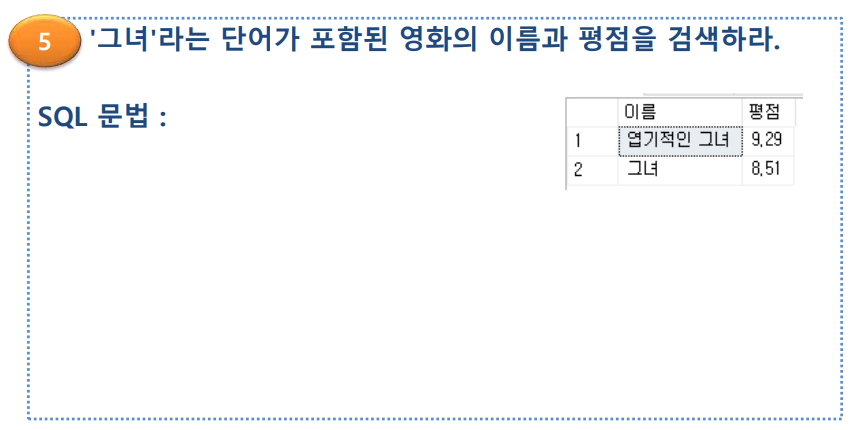 5 '그녀'라는 단어가 포함된 영화의 이름과 평점을 검색하라.
SQL 문법 :
이름 평점
1 엽기적인 그녀 9,29
2 그녀 8,51